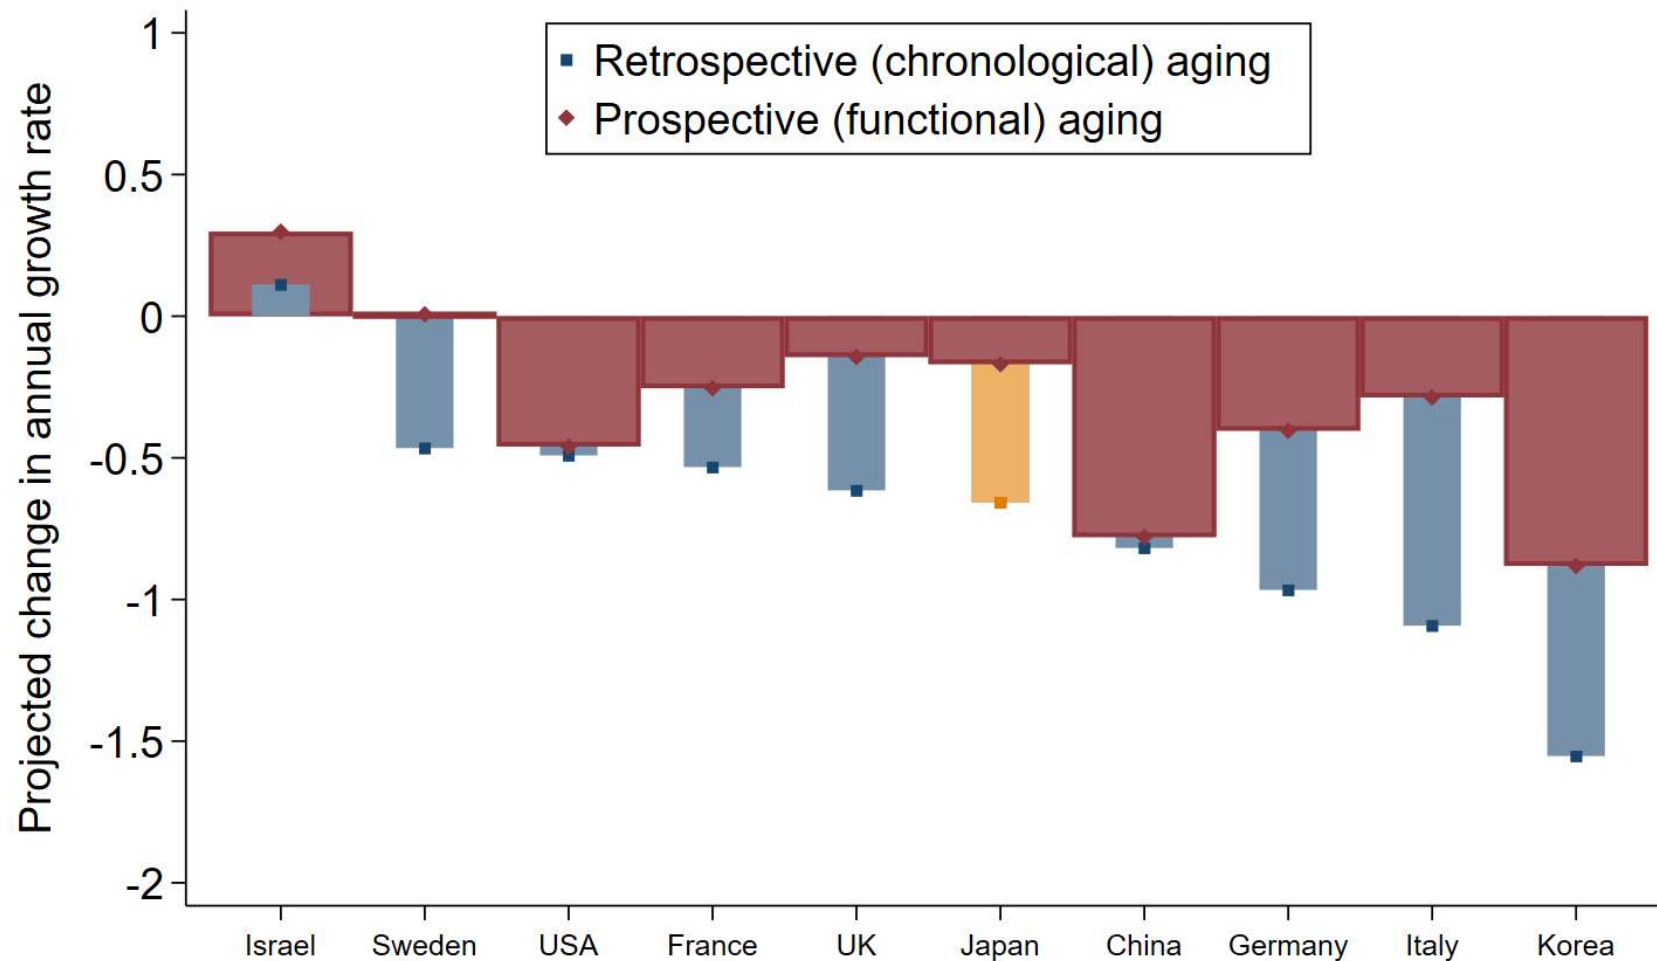 Retrospective (chronological) aging
Prospective (functional) aging
Projected change in annual growth rate
1
0.5
0
-0.5
-1
-1.5
-2
Israel Sweden USA France UK Japan China Germany Italy Korea